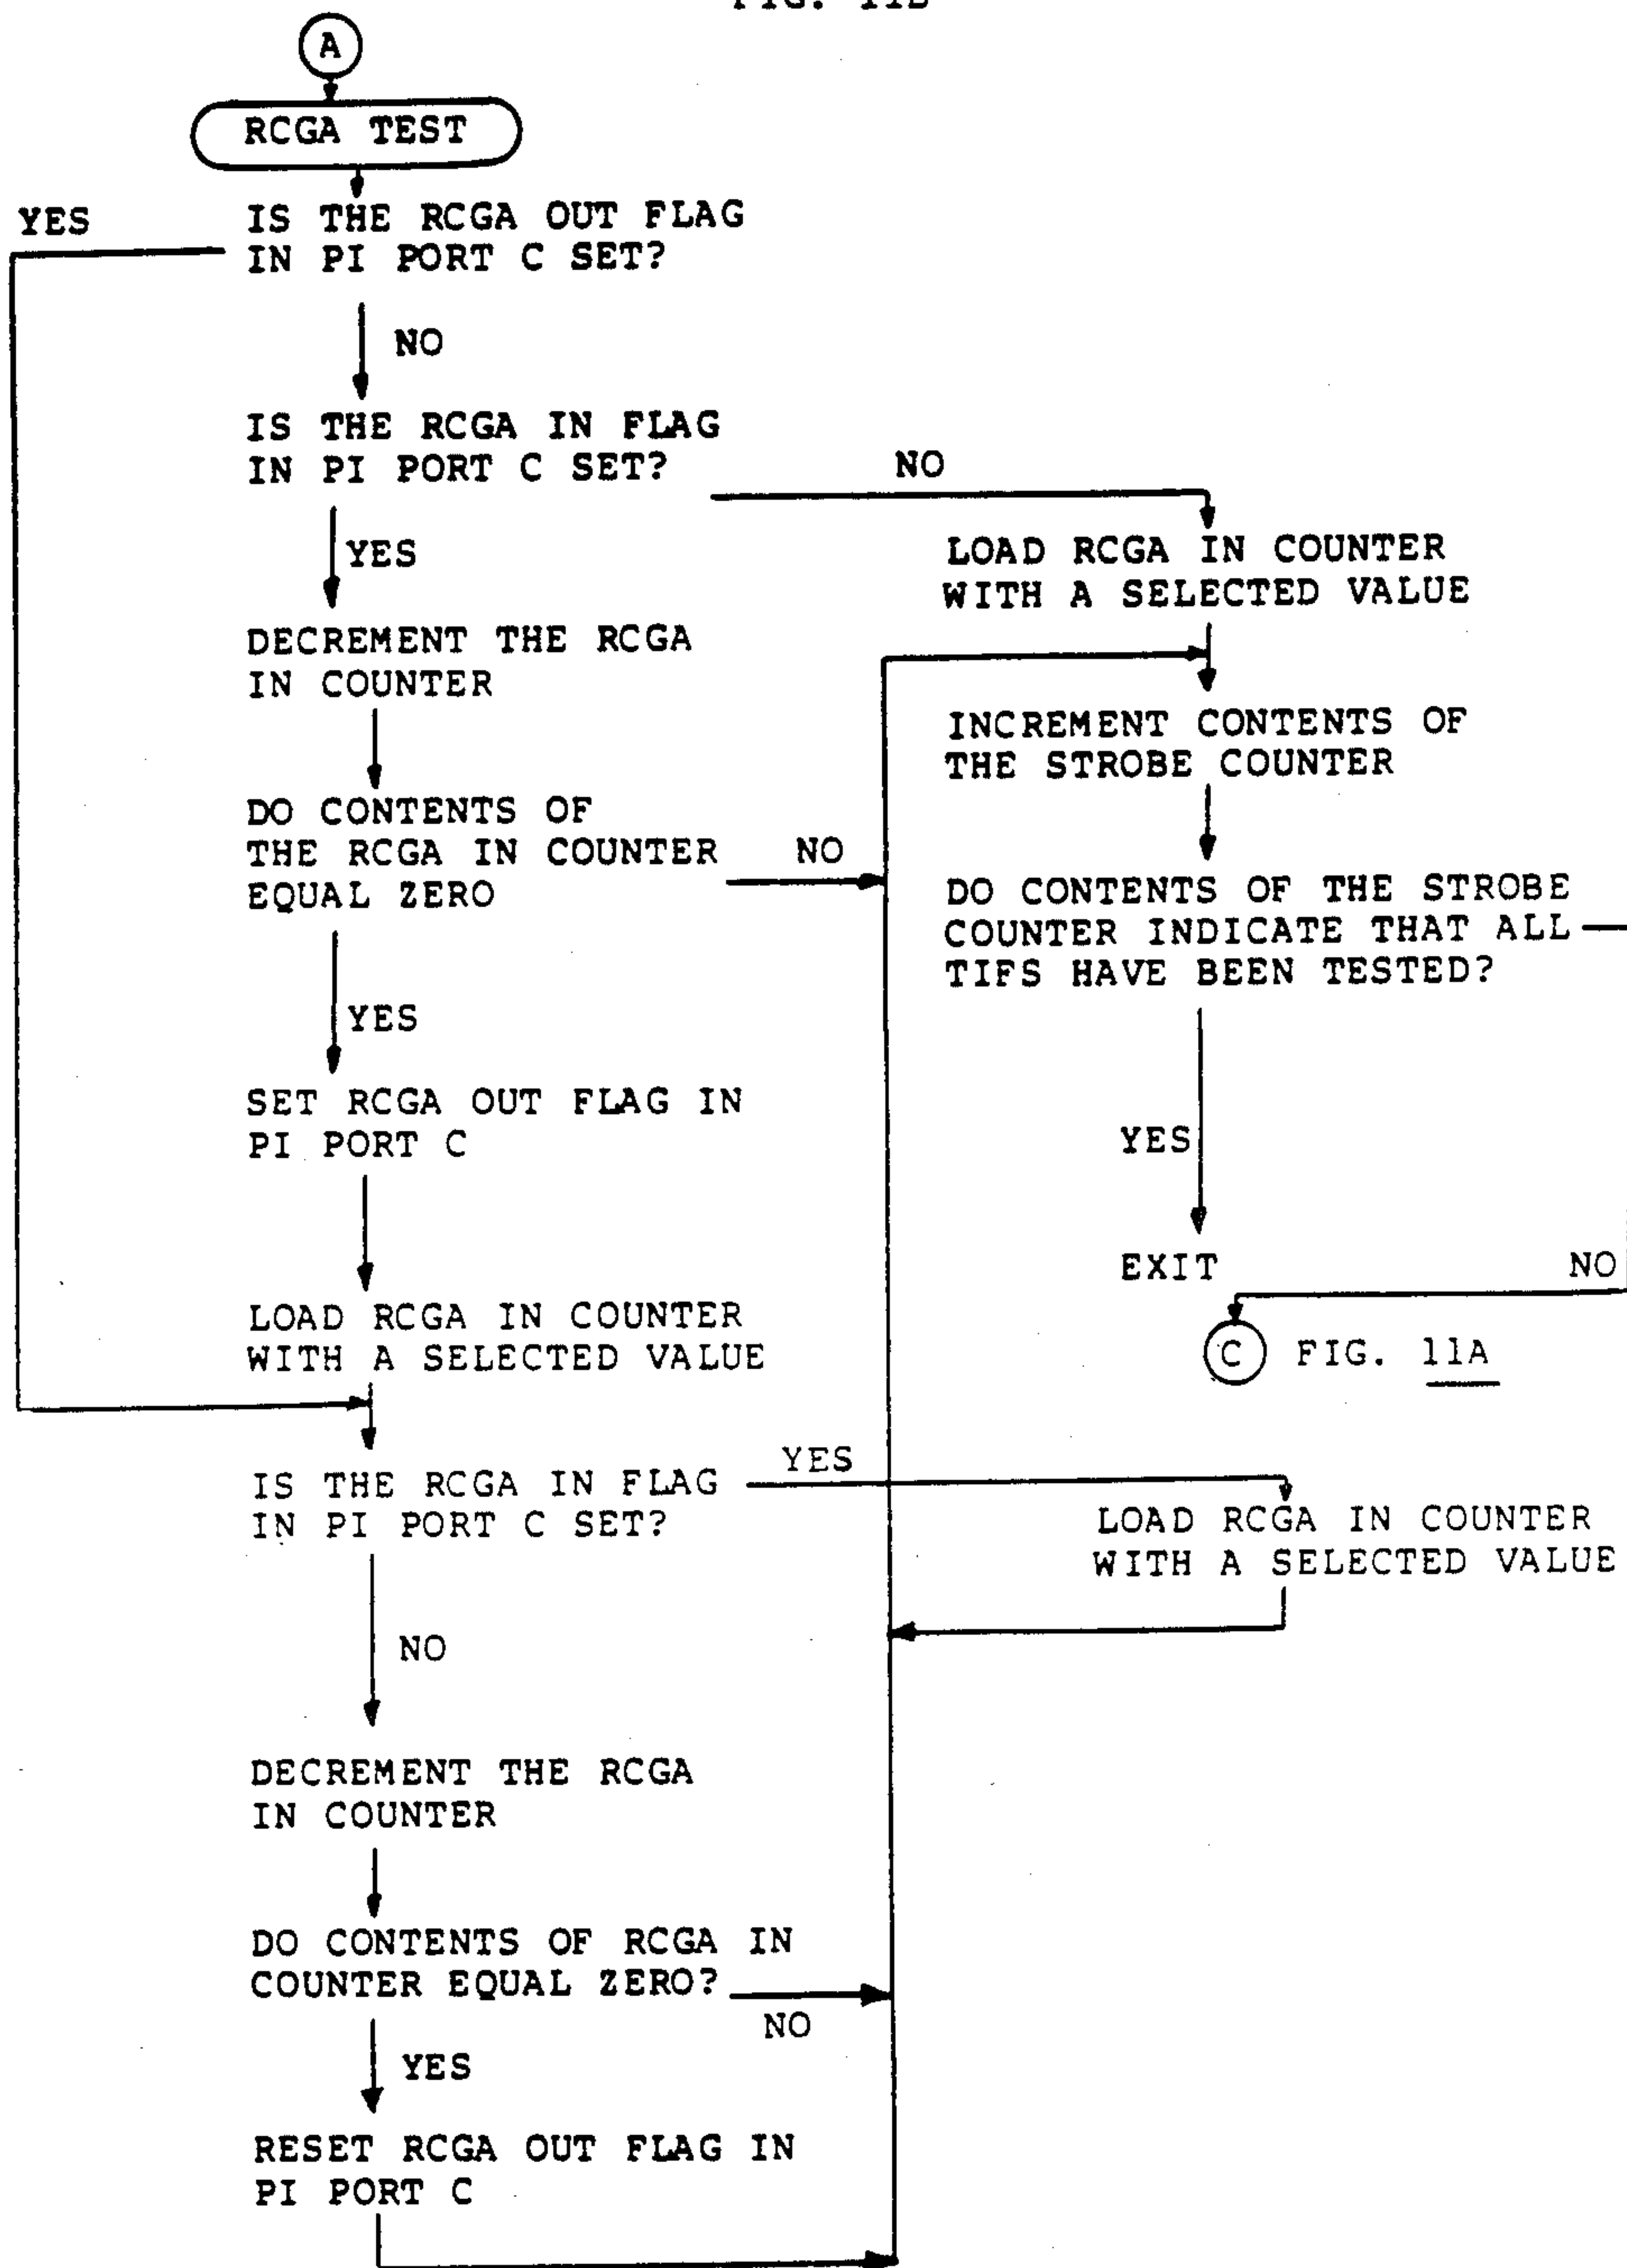 A
RCGA TEST
YES
IS THE RCGA OUT FLAG
IN PI PORT C SET?
NO
IS THE RCGA IN FLAG
IN PI PORT C SET?
NO
YES
LOAD RCGA IN COUNTER
WITH A SELECTED VALUE
DECREMENT THE RCGA
IN COUNTER
INCREMENT CONTENTS OF
THE STROBE COUNTER
DO CONTENTS OF
THE RCGA IN COUNTER
EQUAL ZERO
NO
DO CONTENTS OF THE STROBE
COUNTER INDICATE THAT ALL
TIFS HAVE BEEN TESTED?
YES
SET RCGA OUT FLAG IN
PI PORT C
YES
EXIT
NO
C FIG. 11A
LOAD RCGA IN COUNTER
WITH A SELECTED VALUE
IS THE RCGA IN FLAG
IN PI PORT C SET?
YES
LOAD RCGA IN COUNTER
WITH A SELECTED VALUE
NO
DECREMENT THE RCGA
IN COUNTER
DO CONTENTS OF RCGA IN
COUNTER EQUAL ZERO?
NO
YES
RESET RCGA OUT FLAG IN
PI PORT C